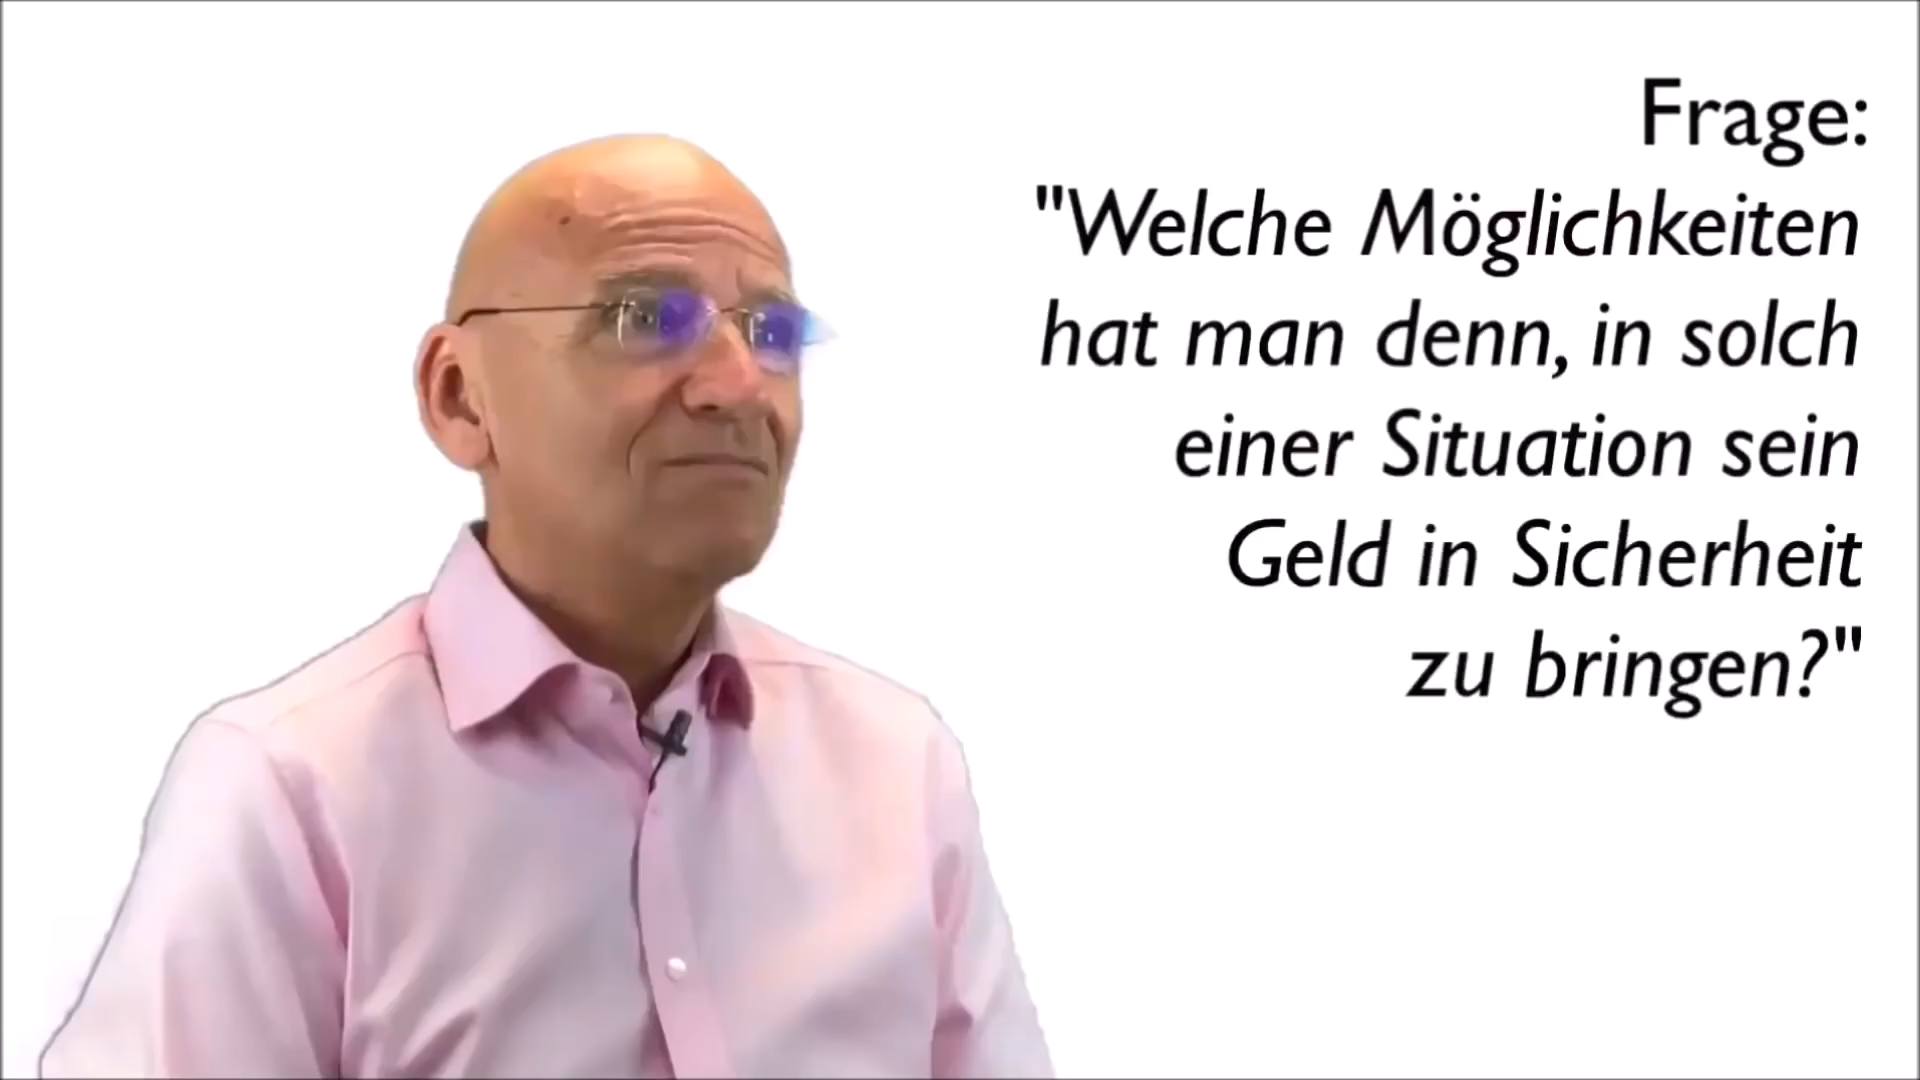 Frage:
"Welche Möglichkeiten
hat man denn, in solch
einer Situation sein
Geld in Sicherheit
zu bringen?"